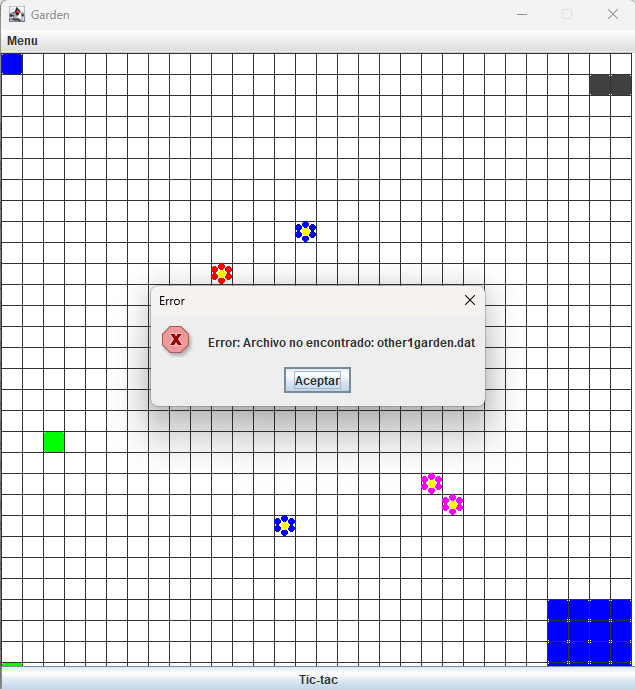 Garden
Menu
Error
x
Error: Archivo no encontrado: other1garden.dat
Aceptar
Tic-tac